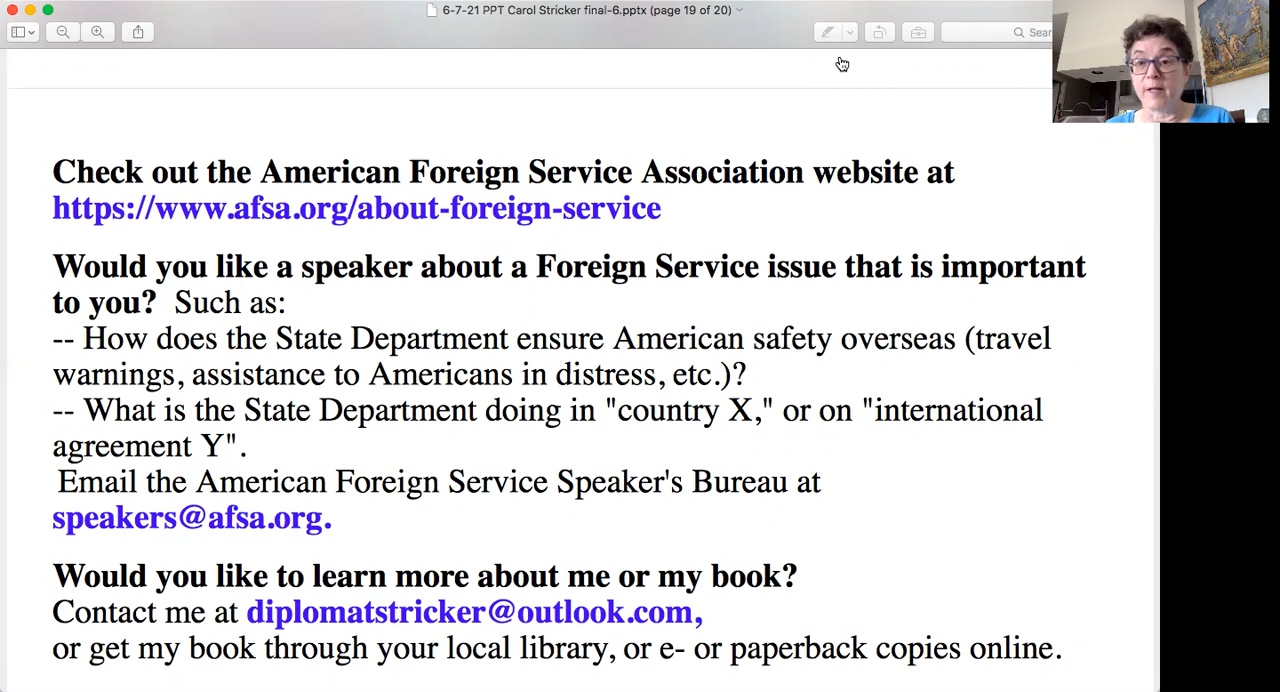 6-7-21 PPT Carol Stricker final-6.pptx (page 19 of 20)
Sear
Check out the American Foreign Service Association website at
https://www.afsa.org/about-foreign-service
Would you like a speaker about a Foreign Service issue that is important
to you? Such as:
-- How does the State Department ensure American safety overseas (travel
warnings, assistance to Americans in distress, etc.)?
-- What is the State Department doing in "country X," or on "international
agreement Y".
Email the American Foreign Service Speaker's Bureau at
speakers@afsa.org.
Would you like to learn more about me or my book?
Contact me at diplomatstricker@outlook.com,
or get my book through your local library, or e- or paperback copies online.